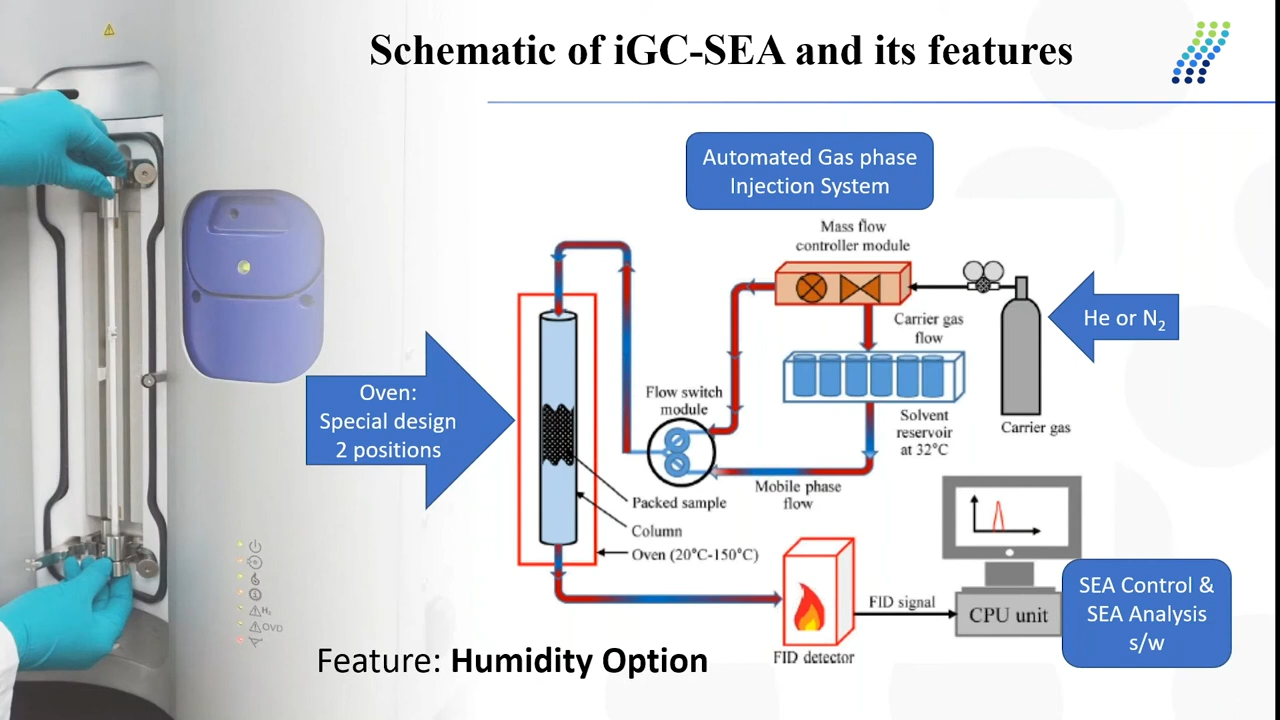 Schematic of iGC-SEA and its features
Automated Gas phase
Injection System
Mass flow
controller module
Carrier gas
flow
He or N₂
Oven:
Special design
2 positions
Flow switch
module
Solvent
reservoir
at 32°C
Carrier gas
Mobile phase
flow
Packed sample
Column
Oven (20°C-150°C)
FID signal
CPU unit
SEA Control &
SEA Analysis
s/w
FID detector
H₂
OVD
Feature: Humidity Option